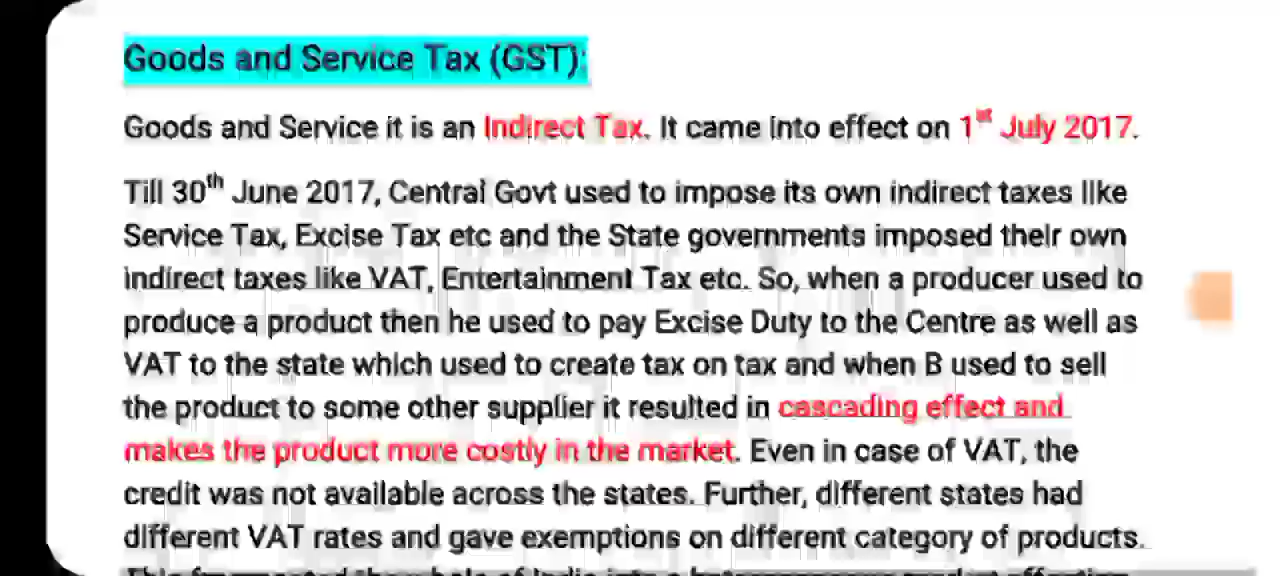 Goods and Service Tax (GST):
Goods and Service it is an Indirect Tax. It came into effect on 1st July 2017.
Till 30th June 2017, Central Govt used to impose its own indirect taxes like
Service Tax, Excise Tax etc and the State governments imposed their own
indirect taxes like VAT, Entertainment Tax etc. So, when a producer used to
produce a product then he used to pay Excise Duty to the Centre as well as
VAT to the state which used to create tax on tax and when B used to sell
the product to some other supplier it resulted in cascading effect and
makes the product more costly in the market. Even in case of VAT, the
credit was not available across the states. Further, different states had
different VAT rates and gave exemptions on different category of products.